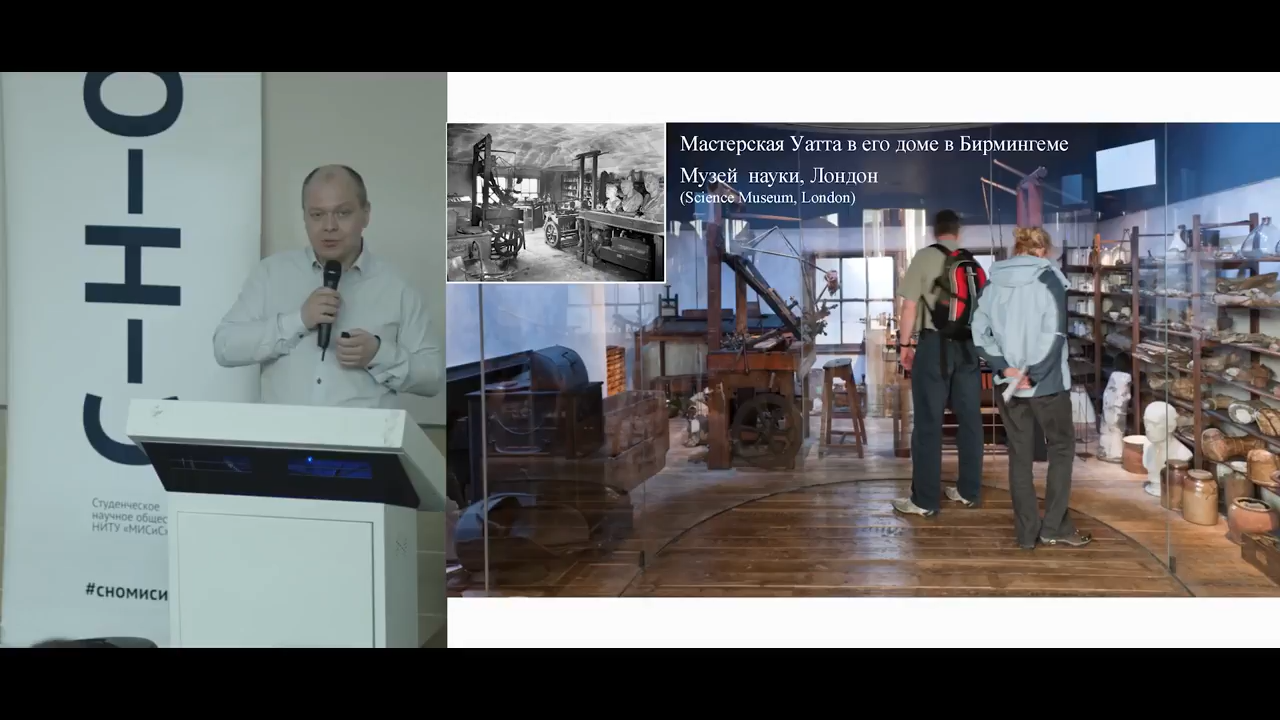 С–Н–О
Студенческое
научное общес
НИТУ «МИСиС
#сномиси
Мастерская Уатта в его доме в Бирмингеме
Музей науки, Лондон
(Science Museum, London)